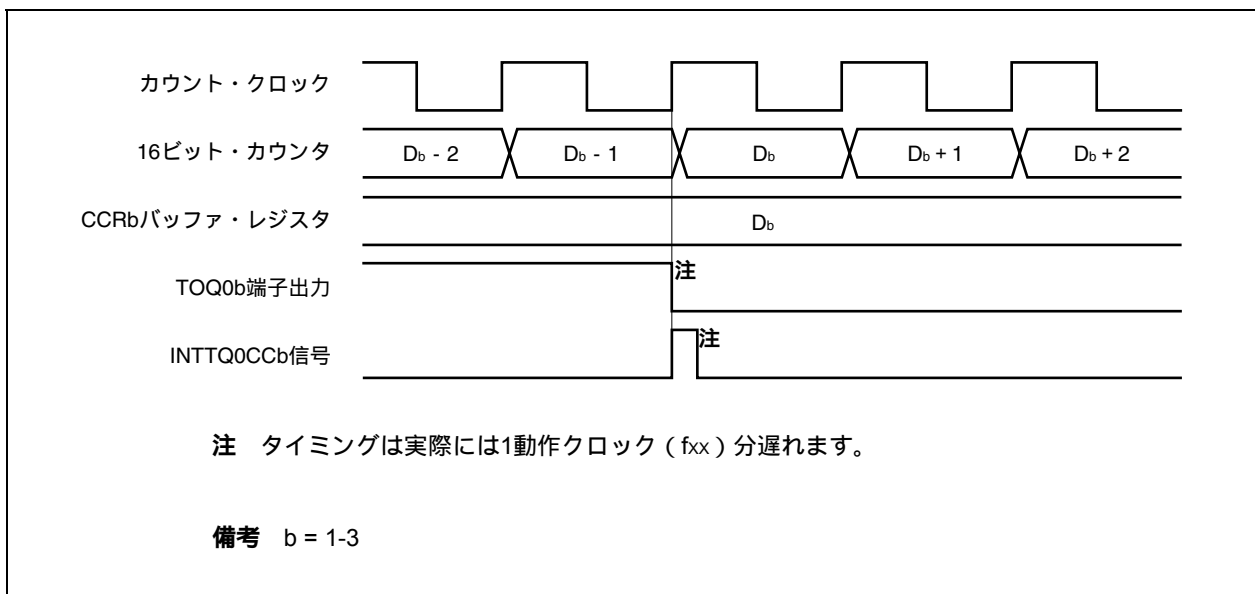 カウント・クロック
16ビット・カウンタ Db - 2 Db - 1 Db Db + 1 Db + 2
CCRbバッファ・レジスタ Db
TOQ0b端子出力 注
INTTQ0CCb信号 注
注 タイミングは実際には1動作クロック（fxx）分遅れます。
備考 b = 1-3